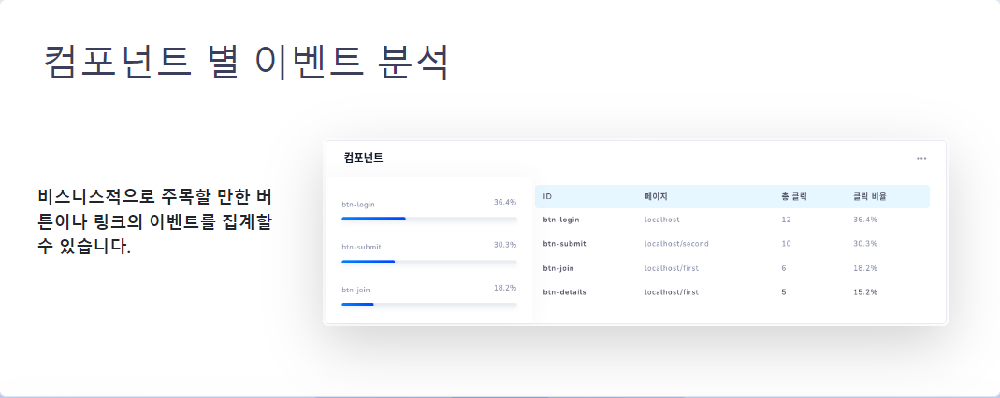 컴포넌트 별 이벤트 분석
비스니스적으로 주목할 만한 버
튼이나 링크의 이벤트를 집계할
수 있습니다.
컴포넌트
btn-login 36.4%
btn-submit 30.3%
btn-join 18.2%
ID 페이지 총 클릭 클릭 비율
btn-login localhost 12 36.4%
btn-submit localhost/second 10 30.3%
btn-join localhost/first 6 18.2%
btn-details localhost/first 5 15.2%